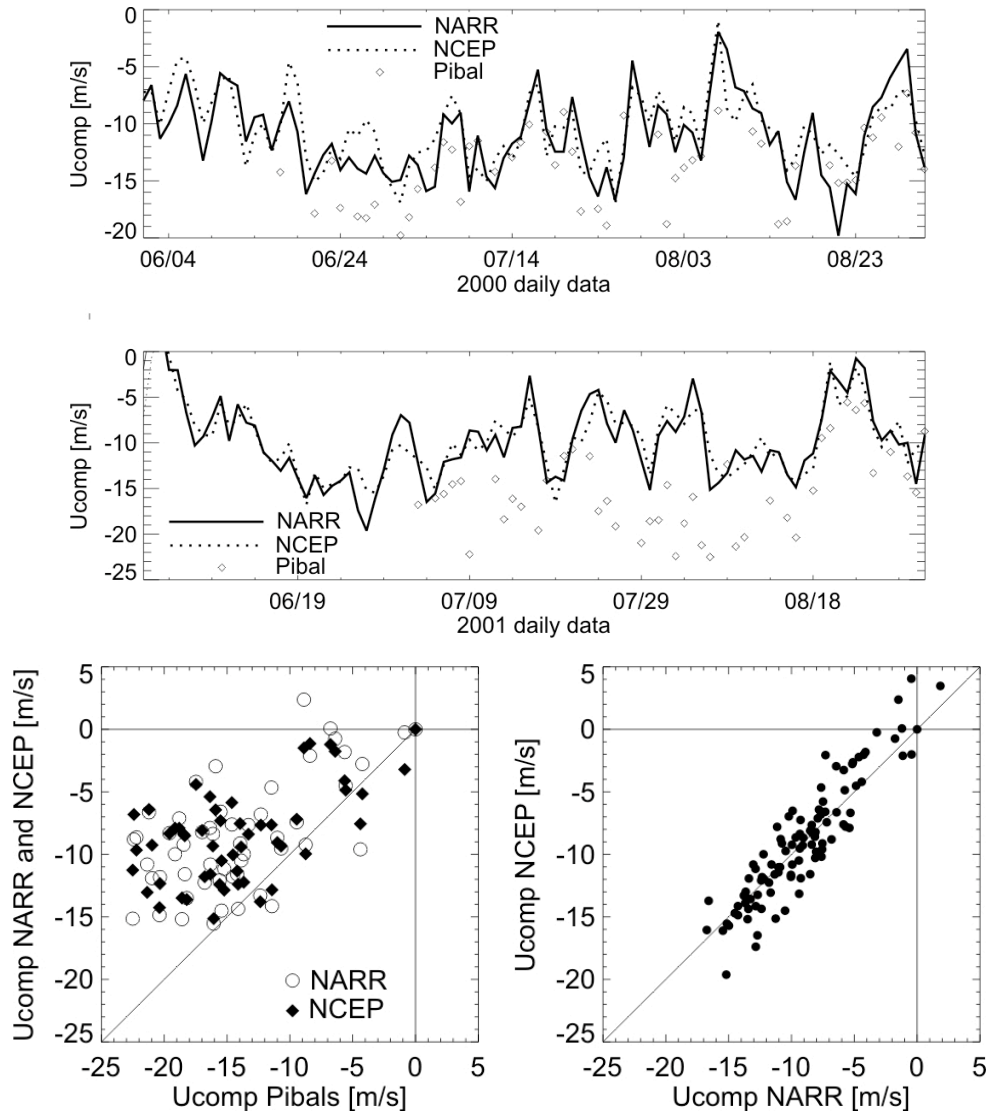 0
-5
-10
-15
-20
Ucomp [m/s]
NARR
NCEP
Pibal
06/04 06/24 07/14 08/03 08/23
2000 daily data
0
-5
-10
-15
-20
-25
Ucomp [m/s]
NARR
NCEP
Pibal
06/19 07/09 07/29 08/18
2001 daily data
5
0
-5
-10
-15
-20
-25
Ucomp NARR and NCEP [m/s]
NARR
NCEP
-25 -20 -15 -10 -5 0 5
Ucomp Pibals [m/s]
5
0
-5
-10
-15
-20
-25
Ucomp NCEP [m/s]
-25 -20 -15 -10 -5 0 5
Ucomp NARR [m/s]